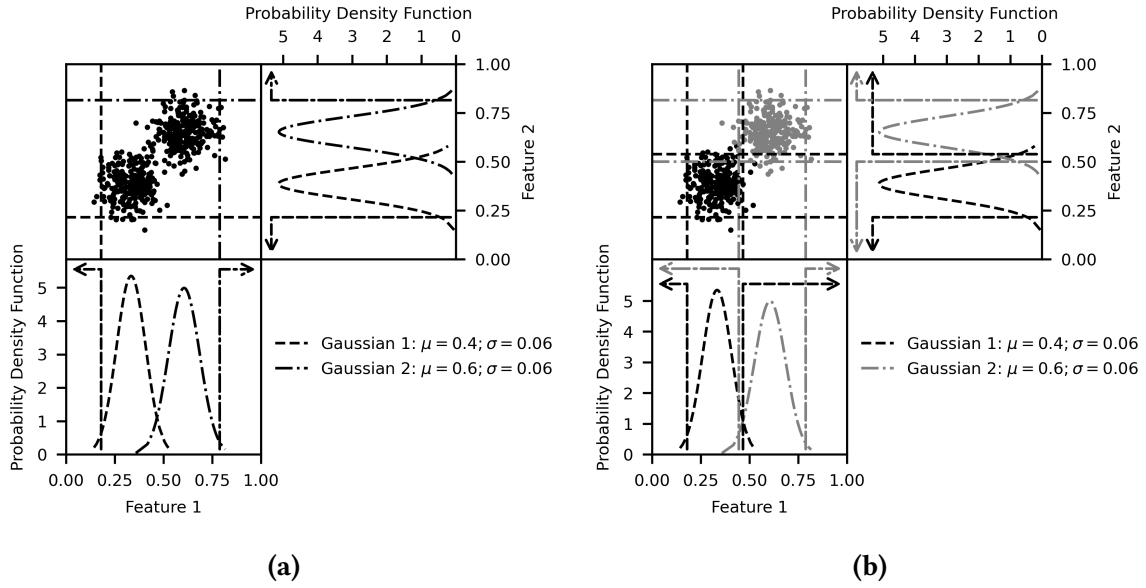 Probability Density Function
5 4 3 2 1 0
1.00
0.75
0.50
0.25
0.00
Feature 2
Probability Density Function
5
4
3
2
1
0
0.00 0.25 0.50 0.75 1.00
Feature 1
Gaussian 1: μ = 0.4; σ = 0.06
Gaussian 2: μ = 0.6; σ = 0.06
(a)
Probability Density Function
5 4 3 2 1 0
1.00
0.75
0.50
0.25
0.00
Feature 2
Probability Density Function
5
4
3
2
1
0
0.00 0.25 0.50 0.75 1.00
Feature 1
Gaussian 1: μ = 0.4; σ = 0.06
Gaussian 2: μ = 0.6; σ = 0.06
(b)